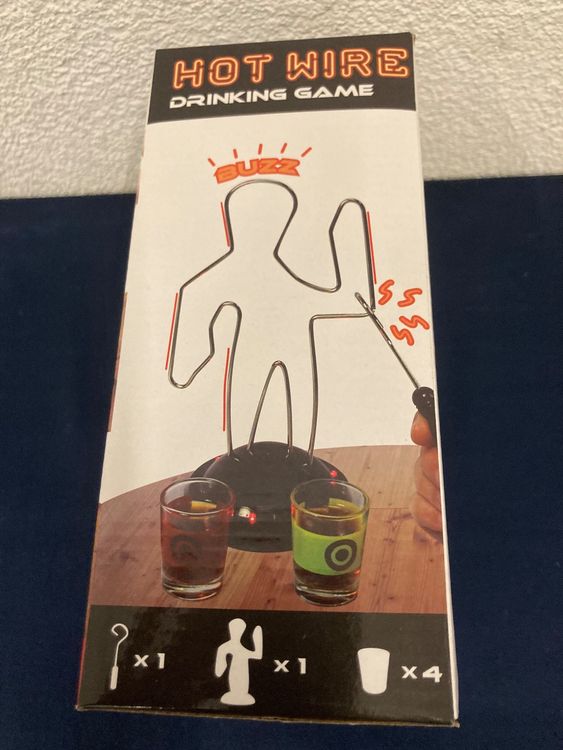 HOT WIRE
DRINKING GAME
BUZZ
x1
x1
x4